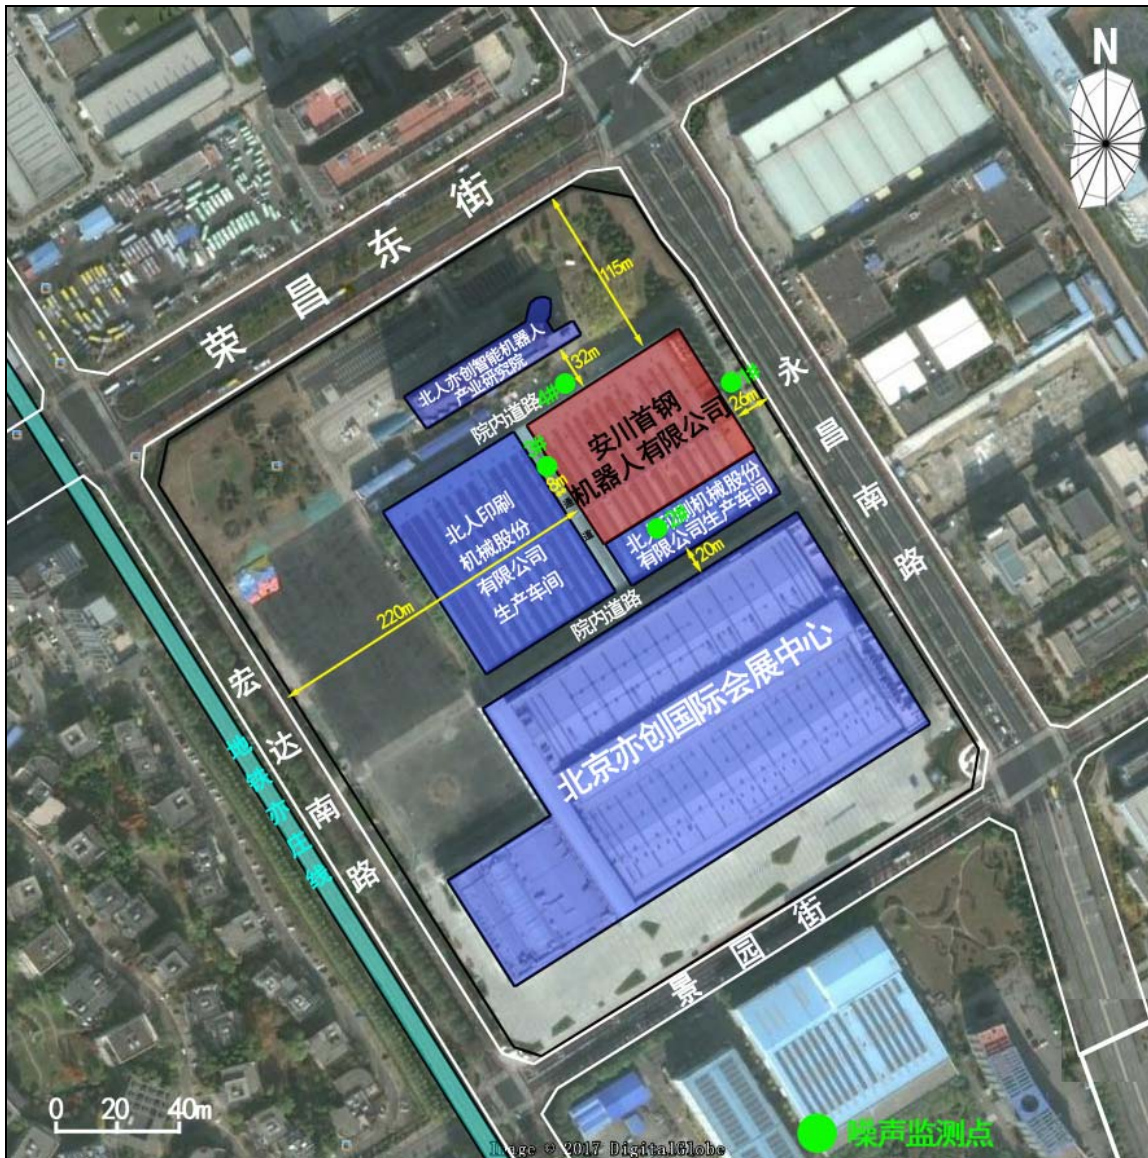 N
荣昌东街
115m
北人亦创智能机器人
产业研究院
32m
院内道路
4#
1#
26m
永昌南路
安川首钢
机器人有限公司
3#
8m
通道
北人印刷
机械股份
有限公司
生产车间
北人印刷机械股份
有限公司生产车间
20m
220m
院内道路
北京亦创国际会展中心
宏达南路
地铁亦庄线
景园街
0 20 40m
噪声监测点
Image © 2017 DigitalGlobe